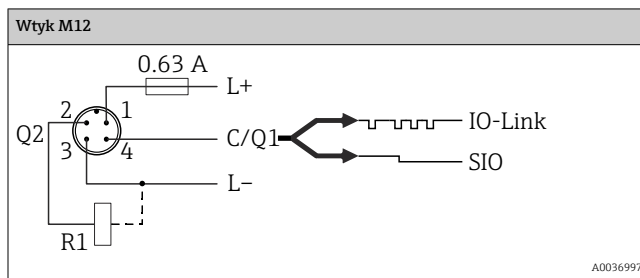 Wtyk M12
0.63 A
L+
2
1
Q2
3
4
C/Q1
IO-Link
SIO
L–
R1
A0036997